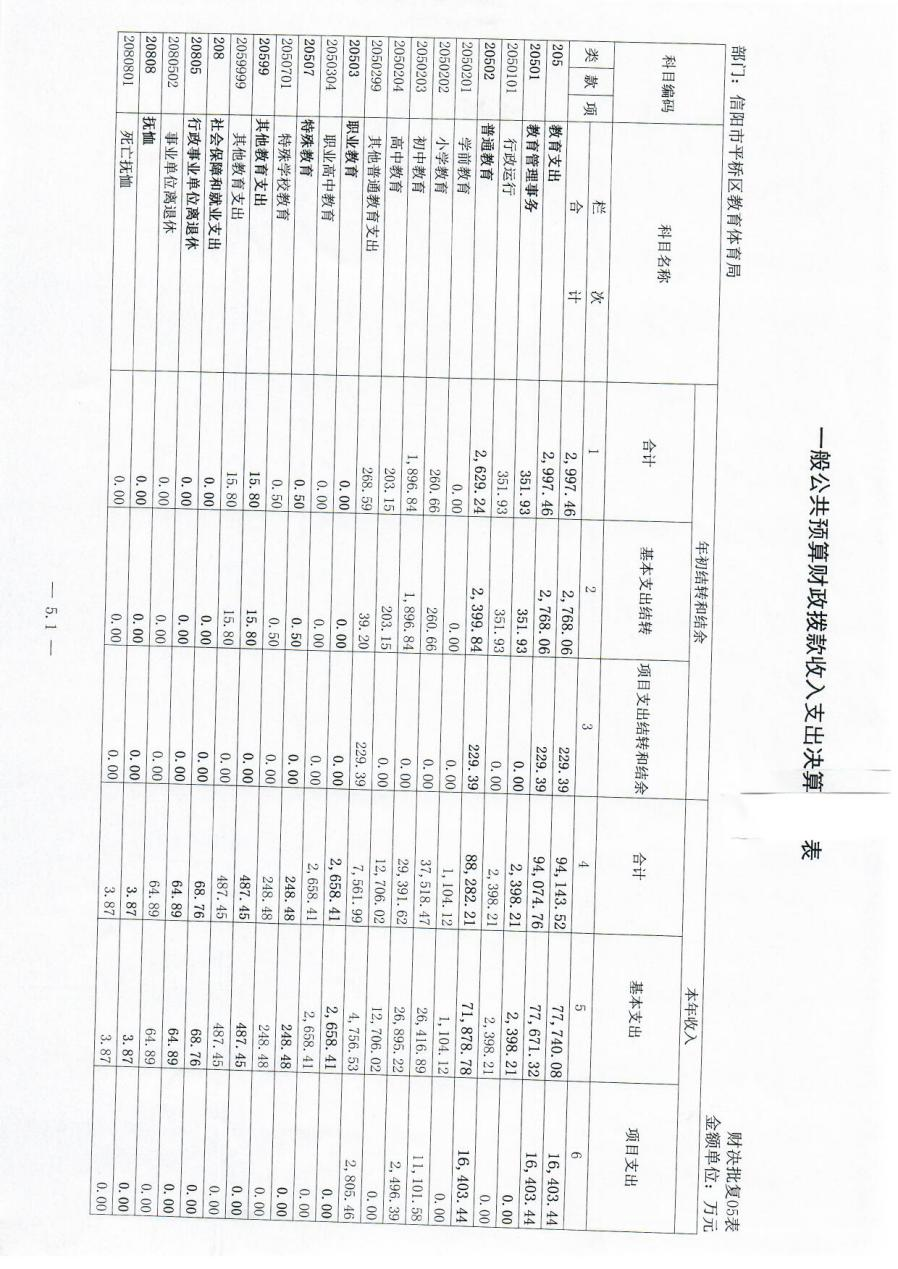 一般公共预算财政拨款收入支出决算 表
财决批复05表
部门：信阳市平桥区教育体育局 金额单位：万元
科目编码 科目名称 年初结转和结余 本年收入
合计 基本支出结转 项目支出结转和结余 合计 基本支出 项目支出
类 款 项 栏 次 1 2 3 4 5 6
合 计 2,997.46 2,768.06 229.39 94,143.52 77,740.08 16,403.44
205 教育支出 2,997.46 2,768.06 229.39 94,074.76 77,671.32 16,403.44
20501 教育管理事务 351.93 351.93 0.00 2,398.21 2,398.21 0.00
2050101 行政运行 351.93 351.93 0.00 2,398.21 2,398.21 0.00
20502 普通教育 2,629.24 2,399.84 229.39 88,282.21 71,878.78 16,403.44
2050201 学前教育 0.00 0.00 0.00 1,104.12 1,104.12 0.00
2050202 小学教育 260.66 260.66 0.00 37,518.47 26,416.89 11,101.58
2050203 初中教育 1,896.84 1,896.84 0.00 29,391.62 26,895.22 2,496.39
2050204 高中教育 203.15 203.15 0.00 12,706.02 12,706.02 0.00
2050299 其他普通教育支出 268.59 39.20 229.39 7,561.99 4,756.53 2,805.46
20503 职业教育 0.00 0.00 0.00 2,658.41 2,658.41 0.00
2050304 职业高中教育 0.00 0.00 0.00 2,658.41 2,658.41 0.00
20507 特殊教育 0.50 0.50 0.00 248.48 248.48 0.00
2050701 特殊学校教育 0.50 0.50 0.00 248.48 248.48 0.00
20599 其他教育支出 15.80 15.80 0.00 487.45 487.45 0.00
2059999 其他教育支出 15.80 15.80 0.00 487.45 487.45 0.00
208 社会保障和就业支出 0.00 0.00 0.00 68.76 68.76 0.00
20805 行政事业单位离退休 0.00 0.00 0.00 64.89 64.89 0.00
2080502 事业单位离退休 0.00 0.00 0.00 64.89 64.89 0.00
20808 抚恤 0.00 0.00 0.00 3.87 3.87 0.00
2080801 死亡抚恤 0.00 0.00 0.00 3.87 3.87 0.00
— 5.1 —